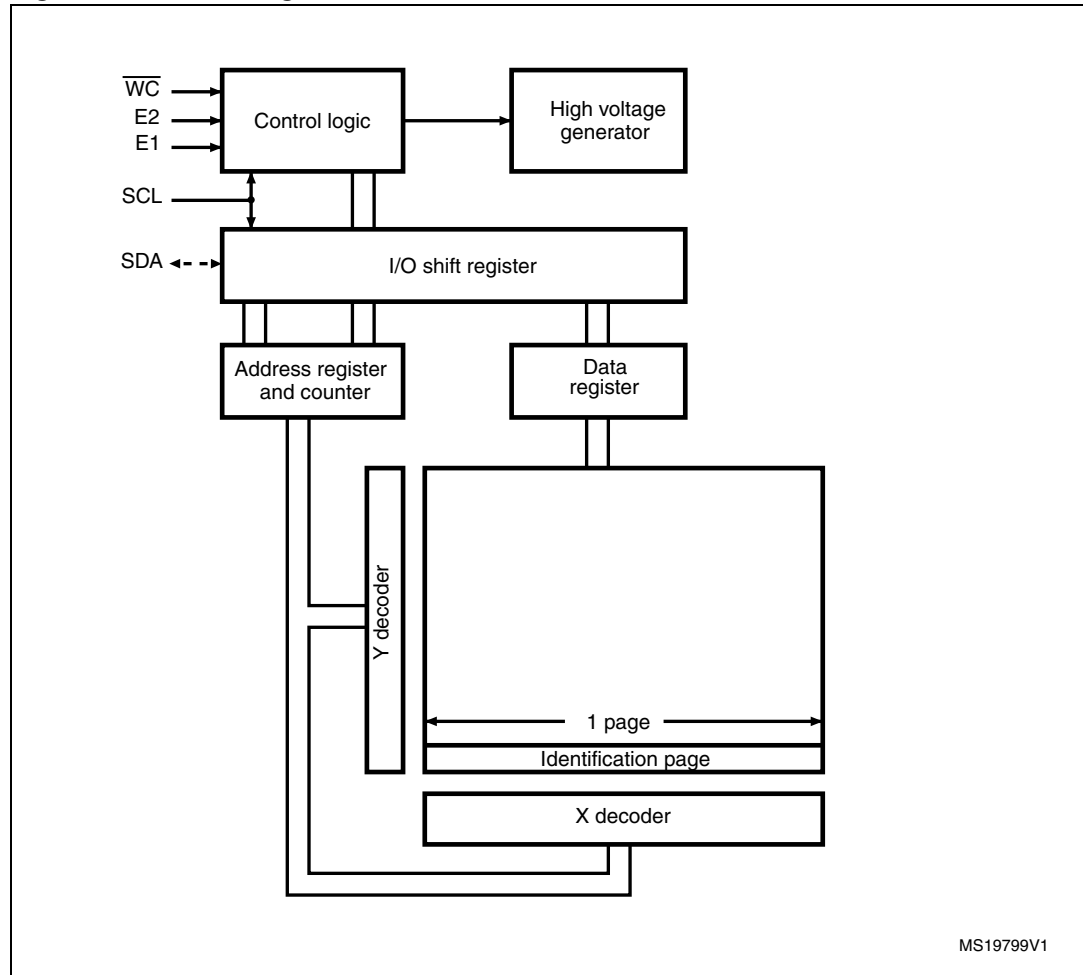 WC
E2
E1
SCL
SDA
Control logic
High voltage
generator
I/O shift register
Address register
and counter
Data
register
Y decoder
1 page
Identification page
X decoder
MS19799V1